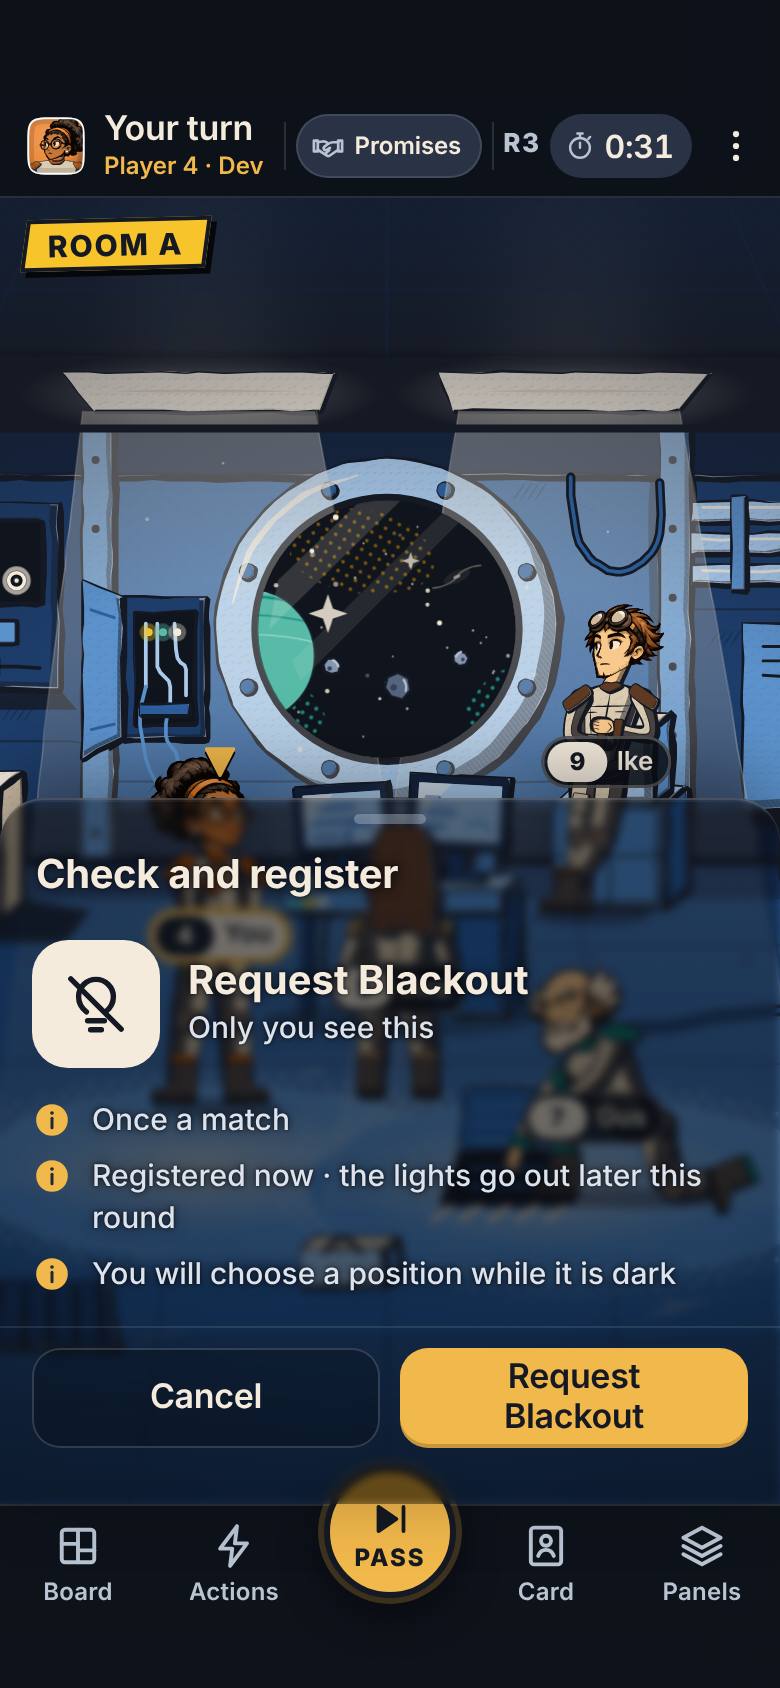 Your turn
Player 4 · Dev
Promises
R3
0:31
ROOM A
9 Ike
Check and register
Request Blackout
Only you see this
Once a match
Registered now · the lights go out later this
round
You will choose a position while it is dark
Cancel
Request
Blackout
PASS
Board
Actions
Card
Panels